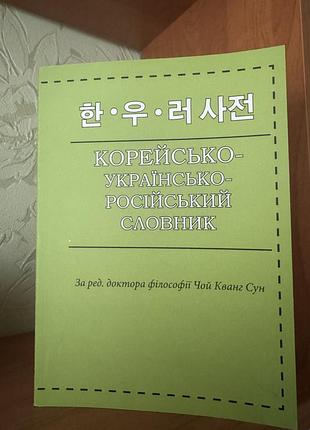 한·우·러 사전
КОРЕЙСЬКО-
УКРАЇНСЬКО-
РОСІЙСЬКИЙ
СЛОВНИК
За ред. доктора філософії Чой Кванг Сун